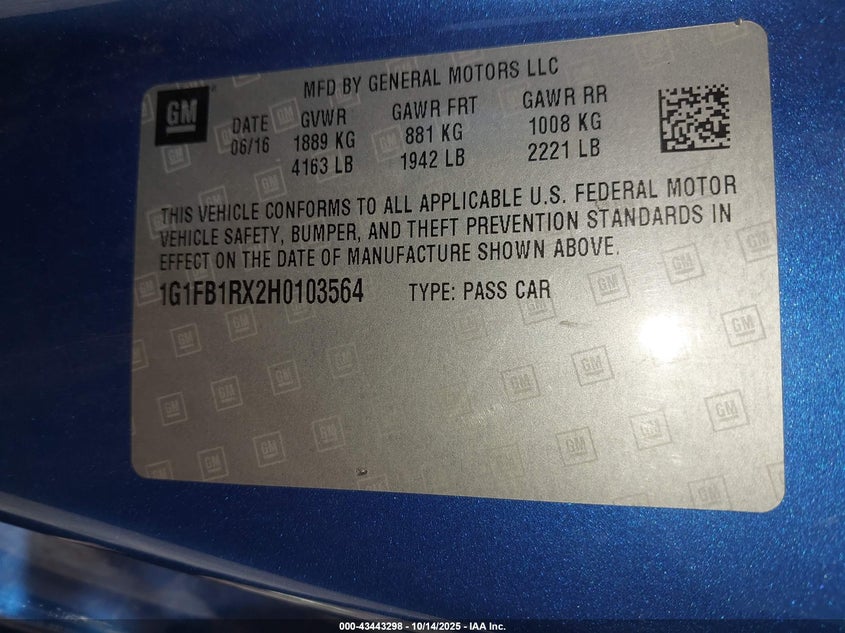 GM
MFD BY GENERAL MOTORS LLC
DATE GVWR GAWR FRT GAWR RR
06/16 1889 KG 881 KG 1008 KG
4163 LB 1942 LB 2221 LB
THIS VEHICLE CONFORMS TO ALL APPLICABLE U.S. FEDERAL MOTOR
VEHICLE SAFETY, BUMPER, AND THEFT PREVENTION STANDARDS IN
EFFECT ON THE DATE OF MANUFACTURE SHOWN ABOVE.
1G1FB1RX2H0103564 TYPE: PASS CAR
000-43443298 - 10/14/2025 - IAA Inc.